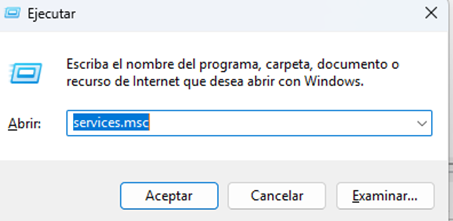 Ejecutar
Escriba el nombre del programa, carpeta, documento o
recurso de Internet que desea abrir con Windows.
Abrir: services.msc
Aceptar Cancelar Examinar...